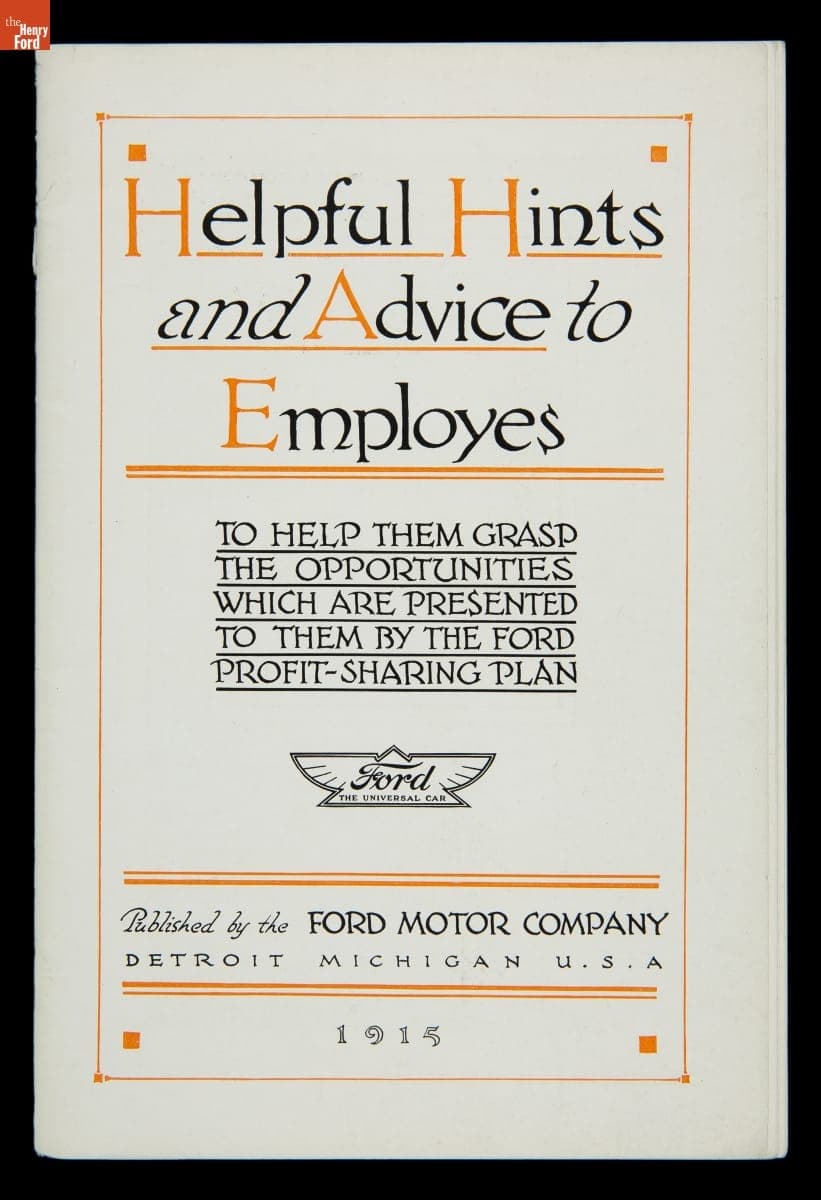 the
Henry
Ford
Helpful Hints
and Advice to
Employes
TO HELP THEM GRASP
THE OPPORTUNITIES
WHICH ARE PRESENTED
TO THEM BY THE FORD
PROFIT-SHARING PLAN
Ford
THE UNIVERSAL CAR
Published by the FORD MOTOR COMPANY
DETROIT MICHIGAN U.S.A
1915